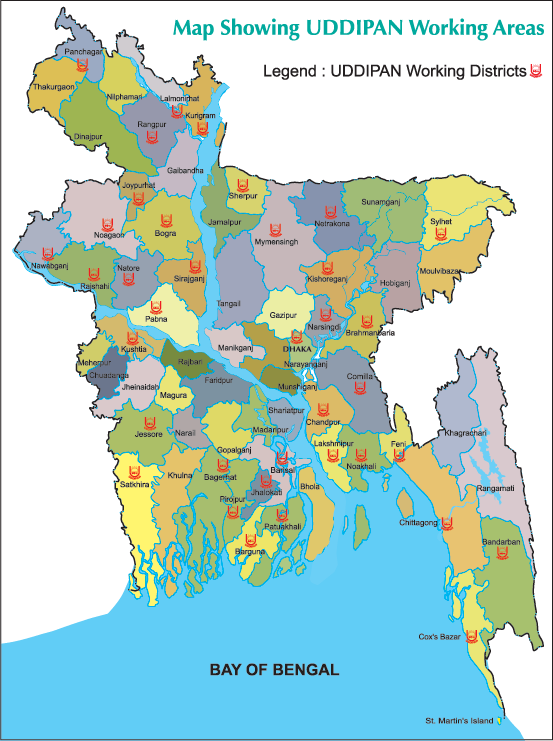 Map Showing UDDIPAN Working Areas
Legend : UDDIPAN Working Districts
Panchagar
Thakurgaon
Nilphamari
Lalmonirhat
Rangpur
Kurigram
Dinajpur
Gaibandha
Joypurhat
Sherpur
Jamalpur
Netrakona
Sunamganj
Sylhet
Noagaon
Bogra
Mymensingh
Nawabganj
Rajshahi
Natore
Sirajganj
Kishoreganj
Hobiganj
Moulvibazar
Tangail
Pabna
Gazipur
Narsingdi
Brahmanbaria
Kushtia
Manikganj
DHAKA
Meherpur
Rajbari
Narayanganj
Chuadanga
Jheinaidah
Faridpur
Munshiganj
Comilla
Magura
Shariatpur
Chandpur
Khagrachari
Jessore
Narail
Madaripur
Lakshmipur
Feni
Gopalganj
Noakhali
Satkhira
Khulna
Bagerhat
Barisal
Rangamati
Jhalokati
Bhola
Pirojpur
Patuakhali
Chittagong
Barguna
Bandarban
Cox's Bazar
BAY OF BENGAL
St. Martin's Island